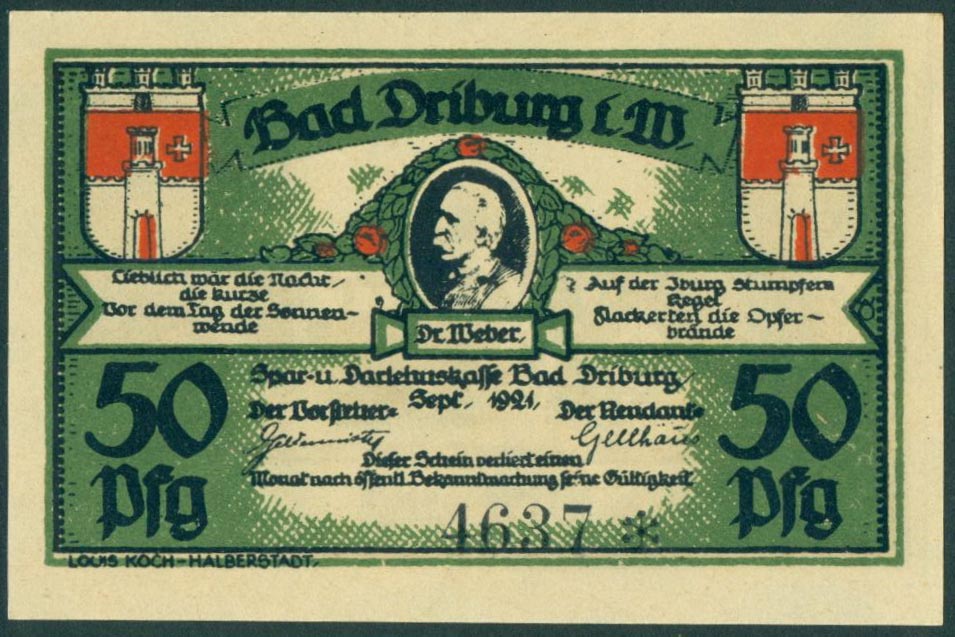 Bad Driburg i. W.
Lieblich war die Nacht,
die kurze
Vor dem Tag der Sonnen-
wende
Auf der Iburg stumpfem
Kegel
Flackerten die Opfer-
brände
Dr. Weber.
50
Pfg
50
Pfg
Spar- u. Darlehnskasse Bad Driburg.
Sept. 1921.
Der Vorsteher:
Der Rendant:
Gellhaus
Dieser Schein verliert einen
Monat nach öffentl. Bekanntmachung seine Gültigkeit
4637 *
LOUIS KOCH-HALBERSTADT.